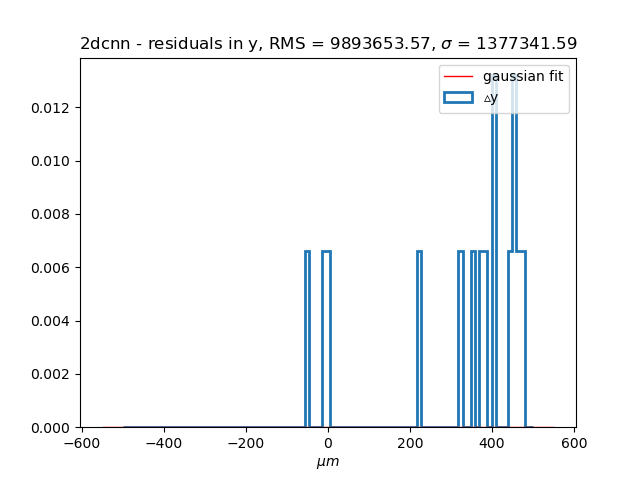 2dcnn - residuals in y, RMS = 9893653.57, σ = 1377341.59
gaussian fit
▵y
0.012
0.010
0.008
0.006
0.004
0.002
0.000
−600 −400 −200 0 200 400 600
μm